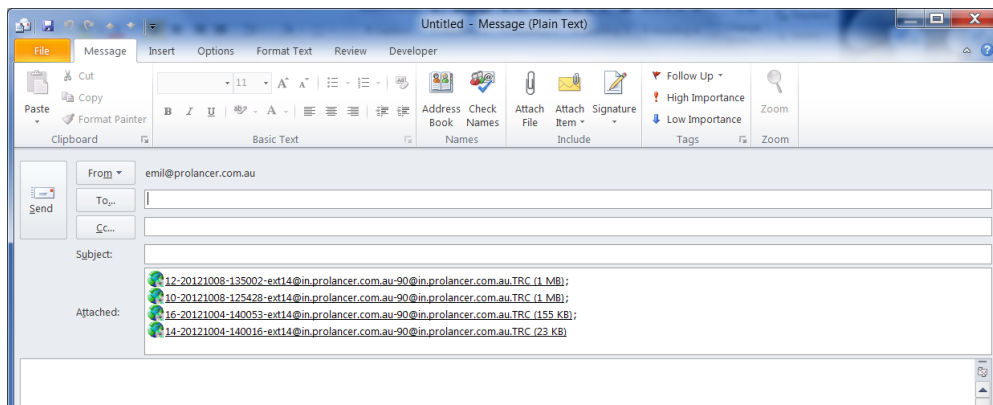 Untitled - Message (Plain Text)
File Message Insert Options Format Text Review Developer
Cut
Copy
Format Painter
Paste
11
B I U
Address Book
Check Names
Attach File
Attach Item
Signature
Follow Up
High Importance
Low Importance
Zoom
Clipboard Basic Text Names Include Tags Zoom
From emil@prolancer.com.au
Send
To...
Cc...
Subject:
Attached:
12-20121008-135002-ext14@in.prolancer.com.au-90@in.prolancer.com.au.TRC (1 MB);
10-20121008-125428-ext14@in.prolancer.com.au-90@in.prolancer.com.au.TRC (1 MB);
16-20121004-140053-ext14@in.prolancer.com.au-90@in.prolancer.com.au.TRC (155 KB);
14-20121004-140016-ext14@in.prolancer.com.au-90@in.prolancer.com.au.TRC (23 KB)